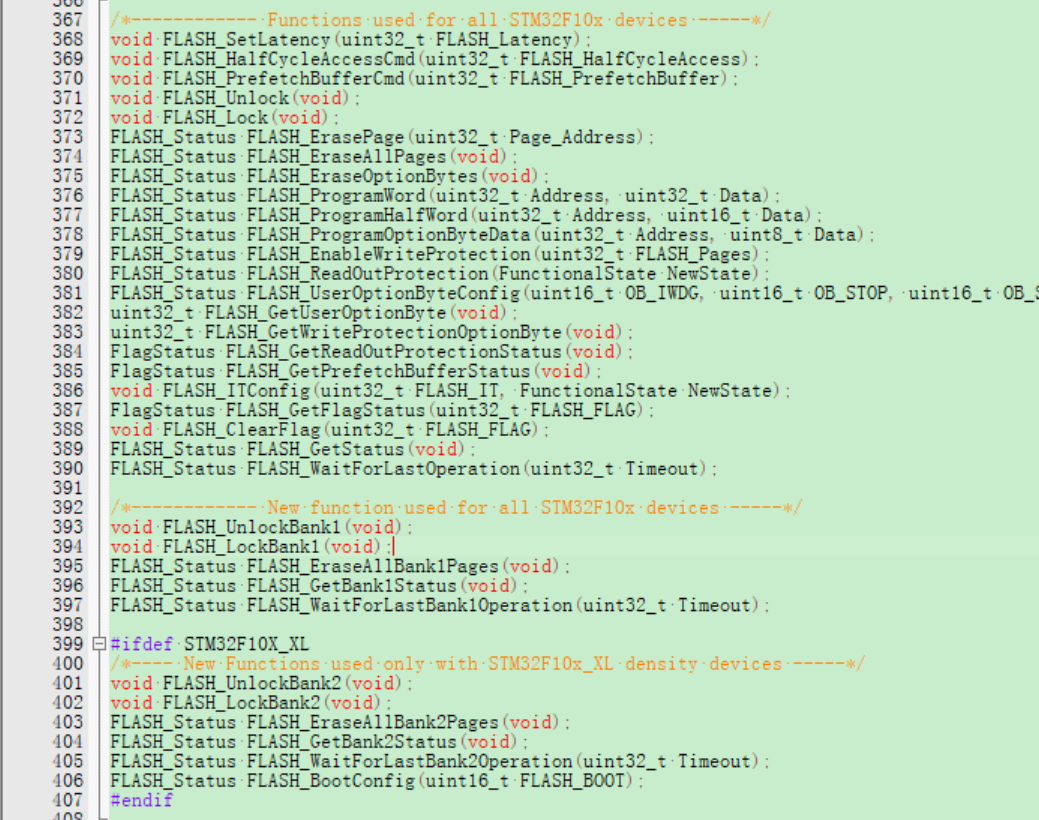 367 /*------------ Functions used for all STM32F10x devices -----*/
368 void FLASH_SetLatency(uint32_t FLASH_Latency);
369 void FLASH_HalfCycleAccessCmd(uint32_t FLASH_HalfCycleAccess);
370 void FLASH_PrefetchBufferCmd(uint32_t FLASH_PrefetchBuffer);
371 void FLASH_Unlock(void);
372 void FLASH_Lock(void);
373 FLASH_Status FLASH_ErasePage(uint32_t Page_Address);
374 FLASH_Status FLASH_EraseAllPages(void);
375 FLASH_Status FLASH_EraseOptionBytes(void);
376 FLASH_Status FLASH_ProgramWord(uint32_t Address, uint32_t Data);
377 FLASH_Status FLASH_ProgramHalfWord(uint32_t Address, uint16_t Data);
378 FLASH_Status FLASH_ProgramOptionByteData(uint32_t Address, uint8_t Data);
379 FLASH_Status FLASH_EnableWriteProtection(uint32_t FLASH_Pages);
380 FLASH_Status FLASH_ReadOutProtection(FunctionalState NewState);
381 FLASH_Status FLASH_UserOptionByteConfig(uint16_t OB_IWDG, uint16_t OB_STOP, uint16_t OB_S
382 uint32_t FLASH_GetUserOptionByte(void);
383 uint32_t FLASH_GetWriteProtectionOptionByte(void);
384 FlagStatus FLASH_GetReadOutProtectionStatus(void);
385 FlagStatus FLASH_GetPrefetchBufferStatus(void);
386 void FLASH_ITConfig(uint32_t FLASH_IT, FunctionalState NewState);
387 FlagStatus FLASH_GetFlagStatus(uint32_t FLASH_FLAG);
388 void FLASH_ClearFlag(uint32_t FLASH_FLAG);
389 FLASH_Status FLASH_GetStatus(void);
390 FLASH_Status FLASH_WaitForLastOperation(uint32_t Timeout);
391
392 /*------------ New function used for all STM32F10x devices -----*/
393 void FLASH_UnlockBank1(void);
394 void FLASH_LockBank1(void);
395 FLASH_Status FLASH_EraseAllBank1Pages(void);
396 FLASH_Status FLASH_GetBank1Status(void);
397 FLASH_Status FLASH_WaitForLastBank1Operation(uint32_t Timeout);
398
399 #ifdef STM32F10X_XL
400 /*---- New Functions used only with STM32F10x_XL density devices -----*/
401 void FLASH_UnlockBank2(void);
402 void FLASH_LockBank2(void);
403 FLASH_Status FLASH_EraseAllBank2Pages(void);
404 FLASH_Status FLASH_GetBank2Status(void);
405 FLASH_Status FLASH_WaitForLastBank2Operation(uint32_t Timeout);
406 FLASH_Status FLASH_BootConfig(uint16_t FLASH_BOOT);
407 #endif